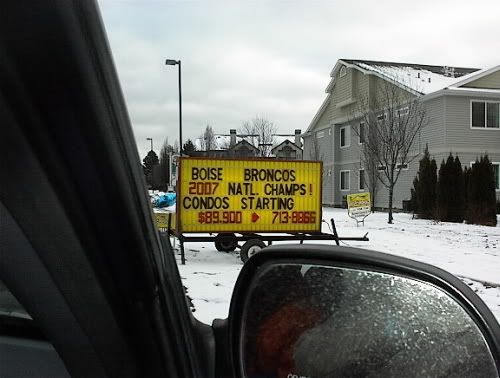 BOISE BRONCOS
2007 NATL. CHAMPS!
CONDOS STARTING
$89,900 ▶ 713-8866